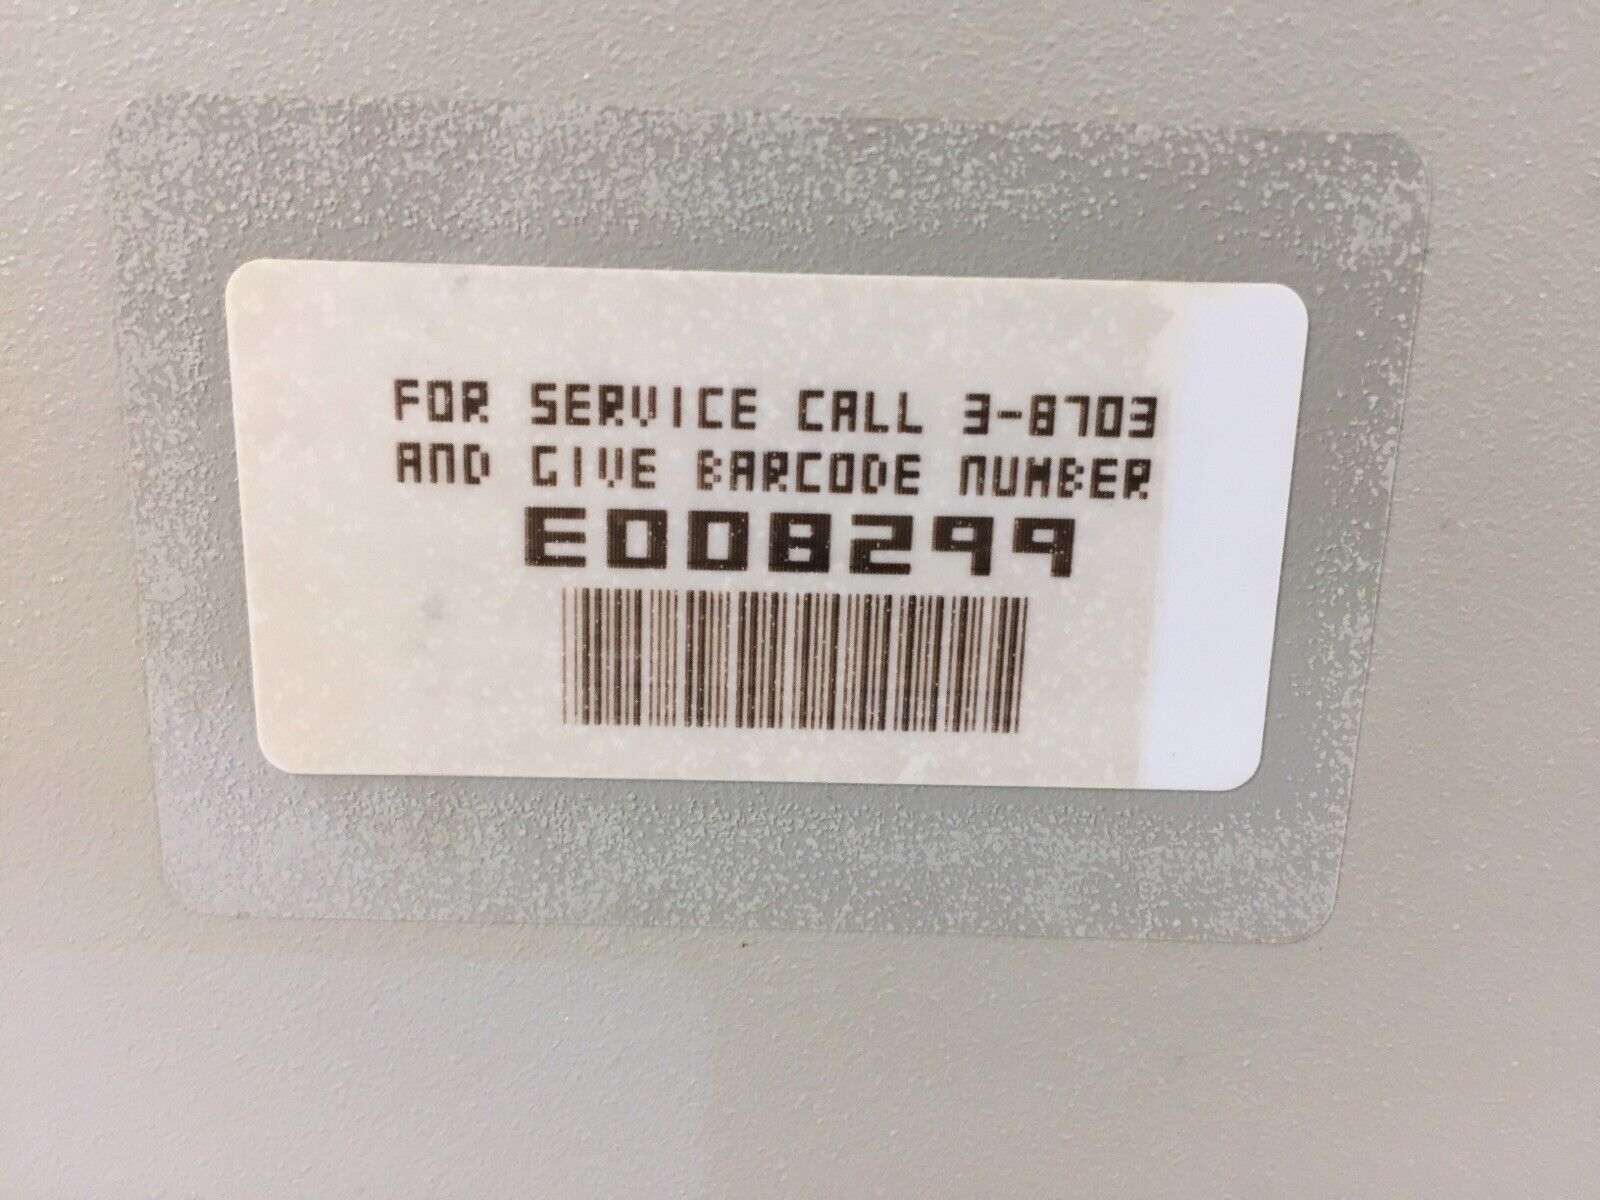 FOR SERVICE CALL 3-8703
AND GIVE BARCODE NUMBER
E008299